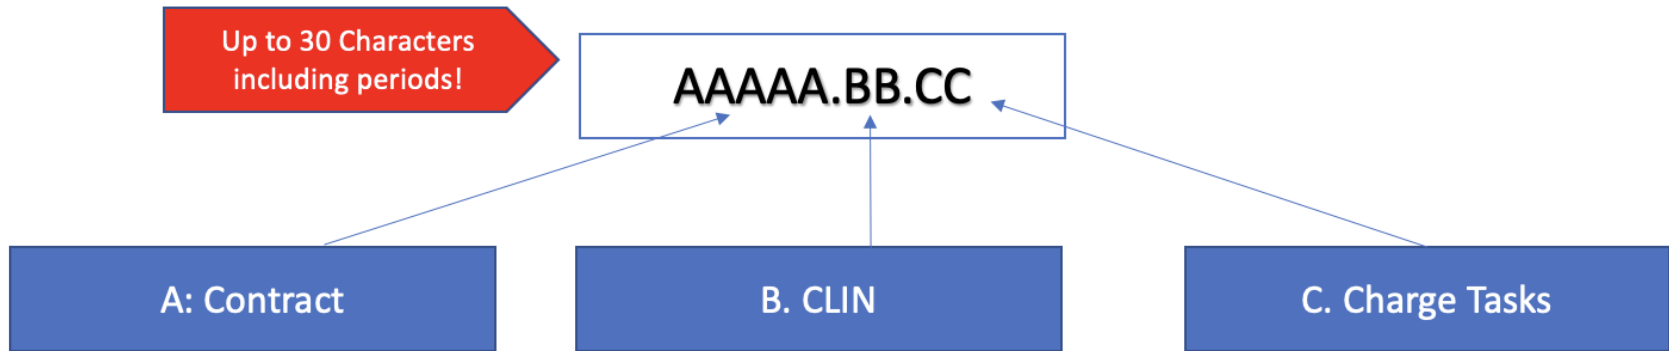 Up to 30 Characters
including periods!
AAAAA.BB.CC
A: Contract
B. CLIN
C. Charge Tasks